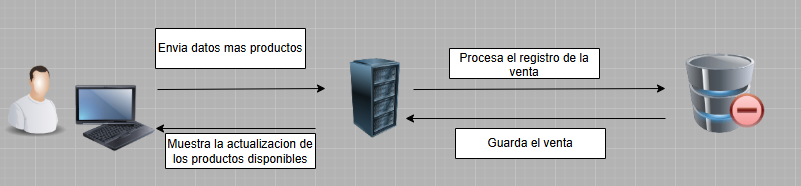 Envia datos mas productos
Procesa el registro de la
venta
Muestra la actualizacion de
los productos disponibles
Guarda el venta